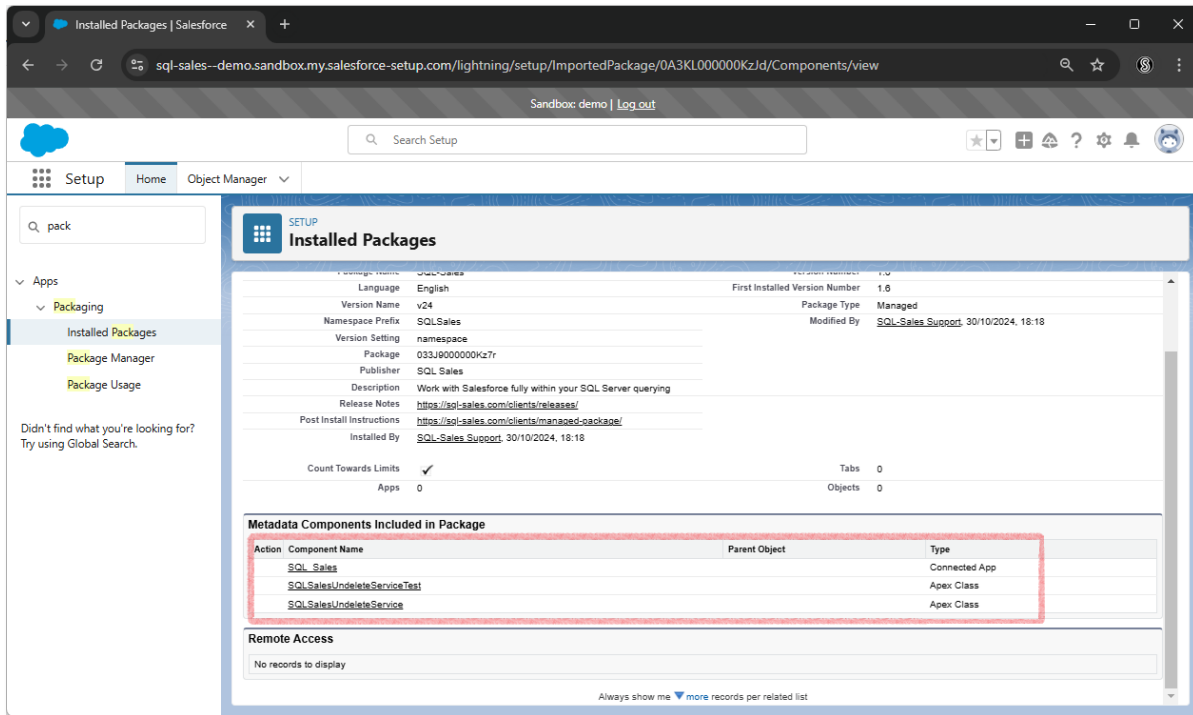 Installed Packages | Salesforce
sql-sales--demo.sandbox.my.salesforce-setup.com/lightning/setup/ImportedPackage/0A3KL000000KzJd/Components/view
Sandbox: demo | Log out
Search Setup
Setup
Home
Object Manager
pack
Apps
Packaging
Installed Packages
Package Manager
Package Usage
Didn't find what you're looking for?
Try using Global Search.
SETUP
Installed Packages
Package Name SQL-Sales Version Number
Language English First Installed Version Number 1.6
Version Name v24 Package Type Managed
Namespace Prefix SQLSales Modified By SQL-Sales Support, 30/10/2024, 18:18
Version Setting namespace
Package 033J9000000Kz7r
Publisher SQL Sales
Description Work with Salesforce fully within your SQL Server querying
Release Notes https://sql-sales.com/clients/releases/
Post Install Instructions https://sql-sales.com/clients/managed-package/
Installed By SQL-Sales Support, 30/10/2024, 18:18
Count Towards Limits Tabs 0
Apps 0 Objects 0
Metadata Components Included in Package
Action Component Name Parent Object Type
SQL_Sales Connected App
SQLSalesUndeleteServiceTest Apex Class
SQLSalesUndeleteService Apex Class
Remote Access
No records to display
Always show me more records per related list